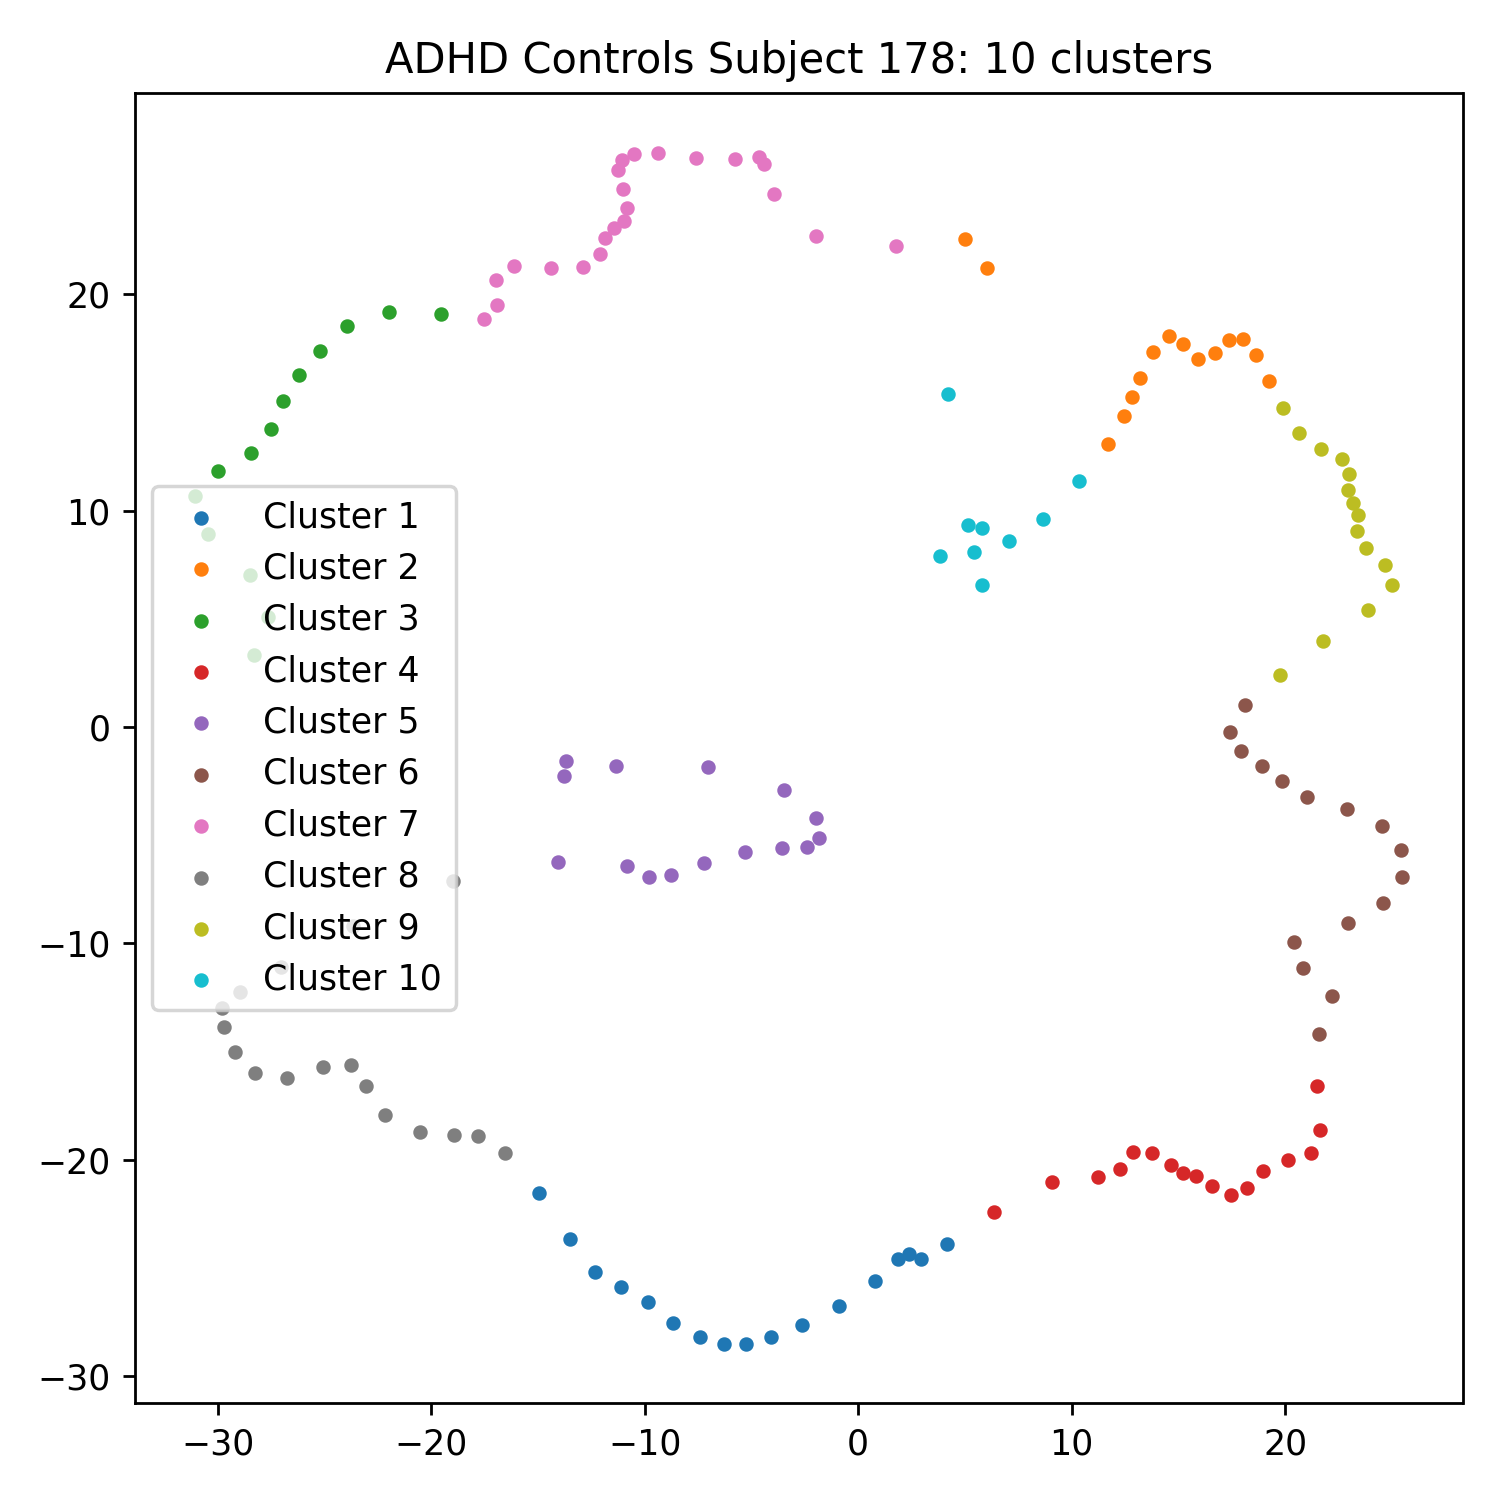 ADHD Controls Subject 178: 10 clusters
20
10
0
−10
−20
−30
Cluster 1
Cluster 2
Cluster 3
Cluster 4
Cluster 5
Cluster 6
Cluster 7
Cluster 8
Cluster 9
Cluster 10
−30 −20 −10 0 10 20